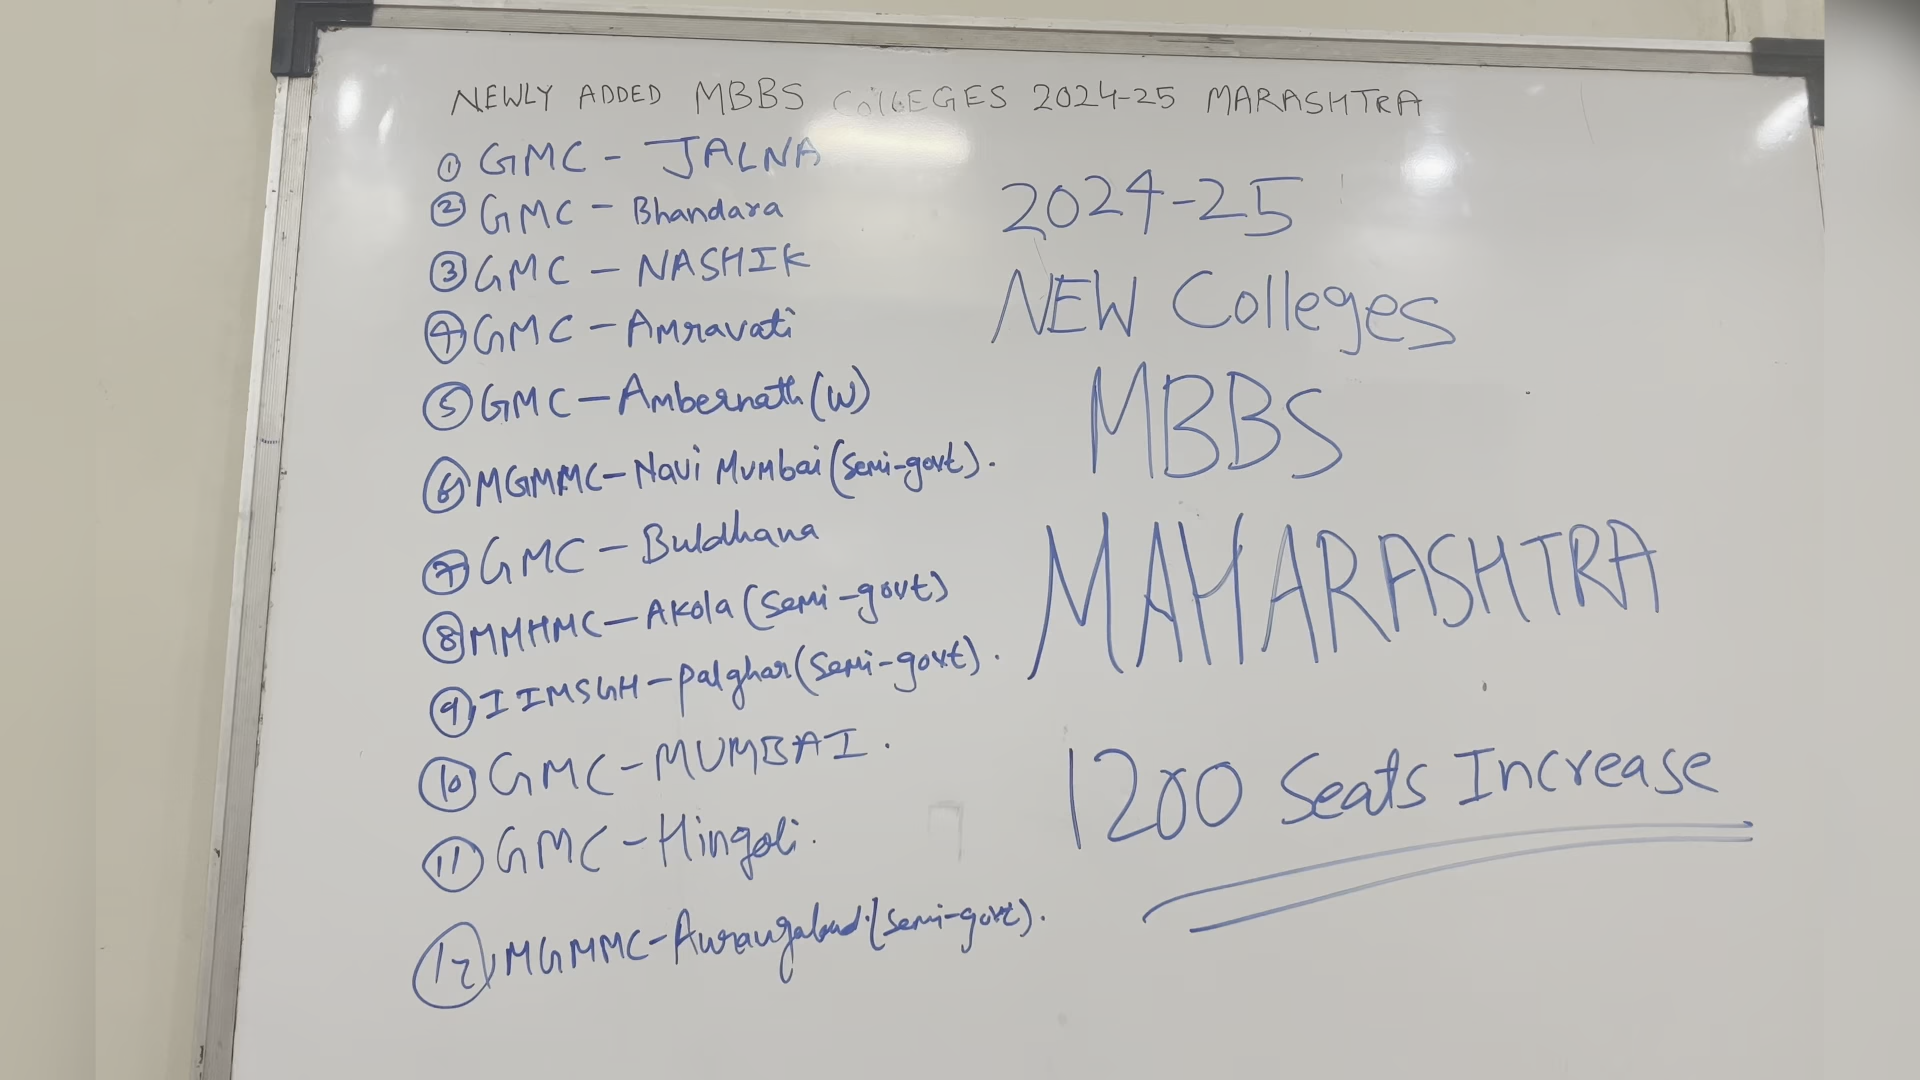 NEWLY ADDED MBBS COllEGES 2024-25 MARASHTRA
① GMC - JALNA
② GMC - Bhandara
③ GMC - NASHIK
④ GMC - Amravati
⑤ GMC - Ambernath (W)
⑥ MGMMC - Navi Mumbai (semi-govt).
⑦ GMC - Buldhana
⑧ MMHMC - Akola (semi-govt)
⑨ IIMSGH - palghar (semi-govt).
⑩ GMC - MUMBAI.
⑪ GMC - Hingoli.
⑫ MGMMC - Aurangabad. (semi-govt).
2024-25
NEW Colleges
MBBS
MAHARASHTRA
1200 Seats Increase